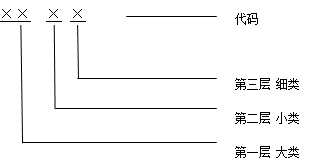 ×× × × 代码
第三层 细类
第二层 小类
第一层 大类